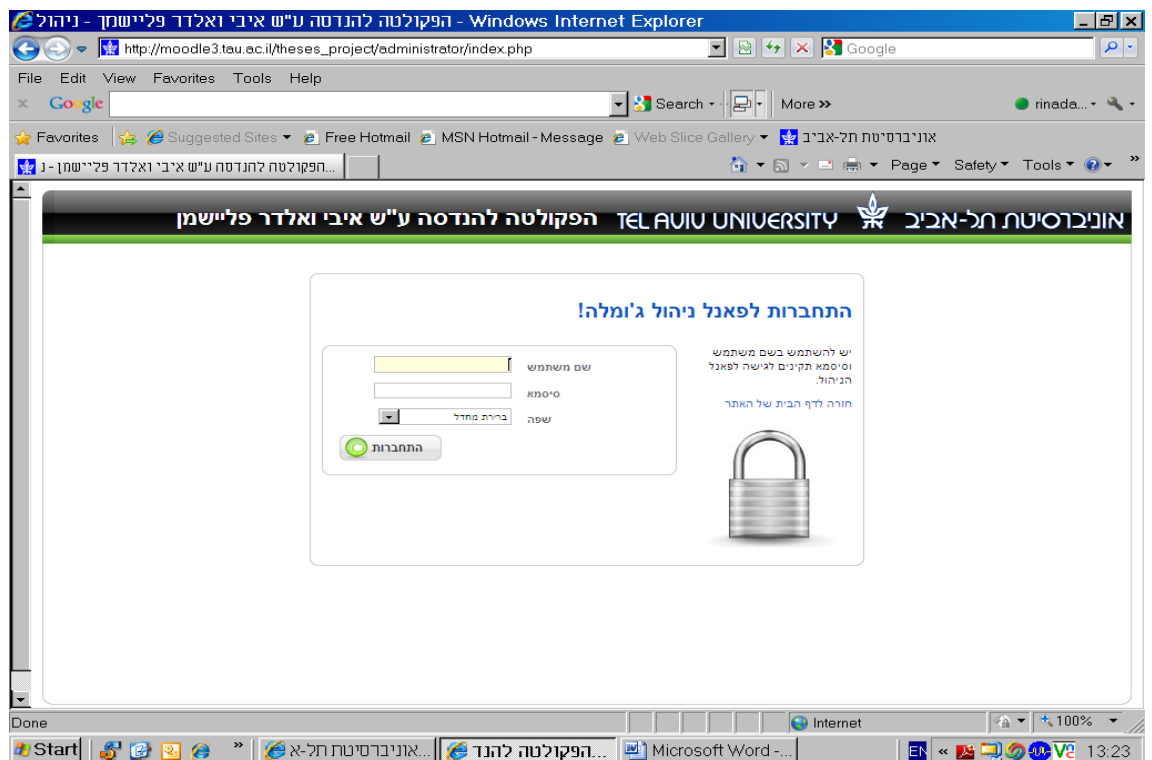 הפקולטה להנדסה ע"ש איבי ואלדר פליישמן - ניהול - Windows Internet Explorer
http://moodle3.tau.ac.il/theses_project/administrator/index.php
Google
File Edit View Favorites Tools Help
Google Search More » rinada...
Favorites Suggested Sites Free Hotmail MSN Hotmail - Message Web Slice Gallery אוניברסיטת תל-אביב
הפקולטה להנדסה ע"ש איבי ואלדר פליישמן - נ... Page Safety Tools »
אוניברסיטת תל-אביב TEL AVIV UNIVERSITY הפקולטה להנדסה ע"ש איבי ואלדר פליישמן
התחברות לפאנל ניהול ג'ומלה!
יש להשתמש בשם משתמש
וסיסמא תקינים לגישה לפאנל
הניהול.
חזרה לדף הבית של האתר
שם משתמש
סיסמא
שפה ברירת מחדל
התחברות
Done Internet 100%
Start » אוניברסיטת תל-א... הפקולטה להנד... Microsoft Word -... EN « 13:23